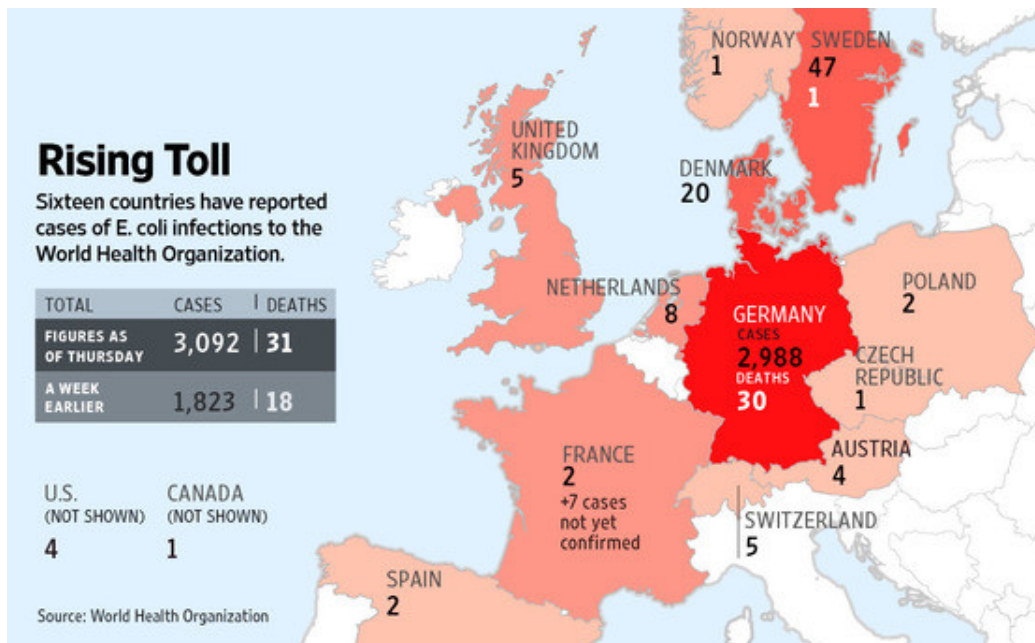 Rising Toll
Sixteen countries have reported
cases of E. coli infections to the
World Health Organization.
TOTAL CASES DEATHS
FIGURES AS
OF THURSDAY 3,092 31
A WEEK
EARLIER 1,823 18
U.S.
(NOT SHOWN)
4
CANADA
(NOT SHOWN)
1
Source: World Health Organization
NORWAY
1
SWEDEN
47
1
UNITED
KINGDOM
5
DENMARK
20
NETHERLANDS
8
GERMANY
CASES
2,988
DEATHS
30
POLAND
2
CZECH
REPUBLIC
1
AUSTRIA
4
FRANCE
2
+7 cases
not yet
confirmed
SWITZERLAND
5
SPAIN
2